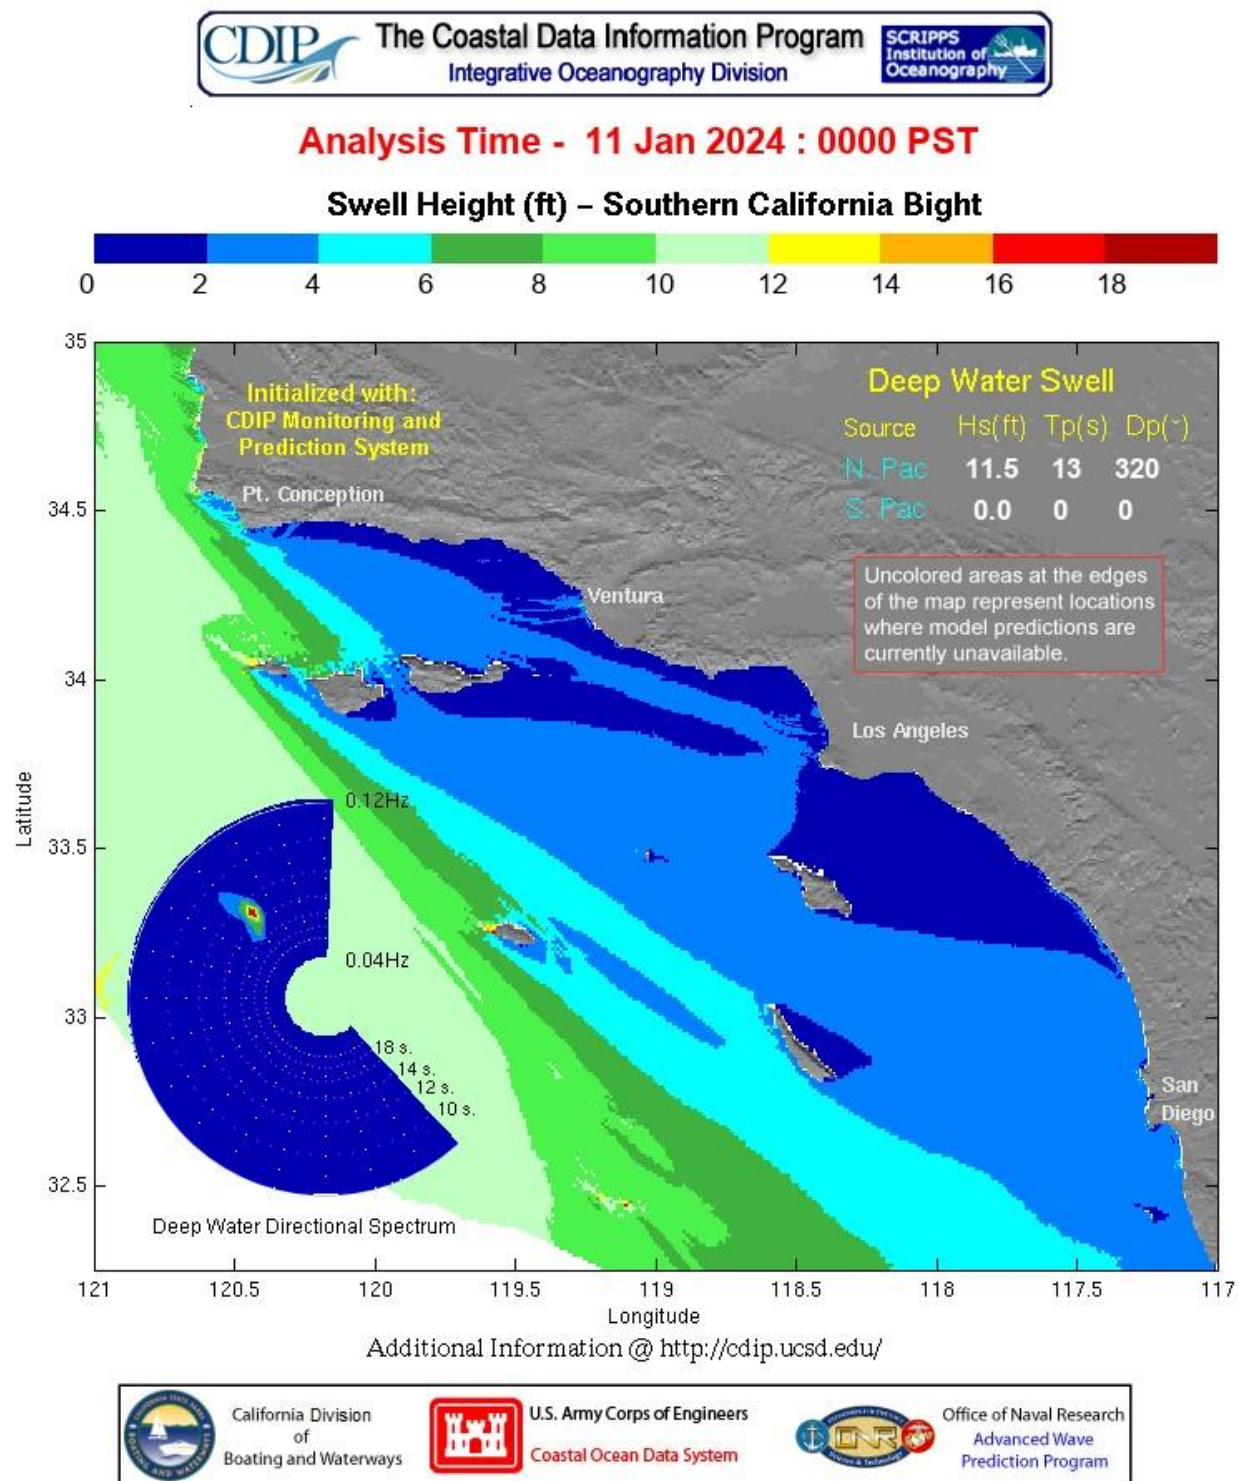 CDIP
The Coastal Data Information Program
Integrative Oceanography Division
SCRIPPS
Institution of
Oceanography
Analysis Time - 11 Jan 2024 : 0000 PST
Swell Height (ft) – Southern California Bight
0 2 4 6 8 10 12 14 16 18
35
34.5
34
33.5
33
32.5
Latitude
Initialized with:
CDIP Monitoring and
Prediction System
Pt. Conception
Deep Water Swell
Source Hs(ft) Tp(s) Dp(˜)
N. Pac 11.5 13 320
S. Pac 0.0 0 0
Uncolored areas at the edges
of the map represent locations
where model predictions are
currently unavailable.
Ventura
Los Angeles
San
Diego
0.12Hz
0.04Hz
18 s.
14 s.
12 s.
10 s.
Deep Water Directional Spectrum
121 120.5 120 119.5 119 118.5 118 117.5 117
Longitude
Additional Information @ http://cdip.ucsd.edu/
California Division
of
Boating and Waterways
U.S. Army Corps of Engineers
Coastal Ocean Data System
ONR
Office of Naval Research
Advanced Wave
Prediction Program